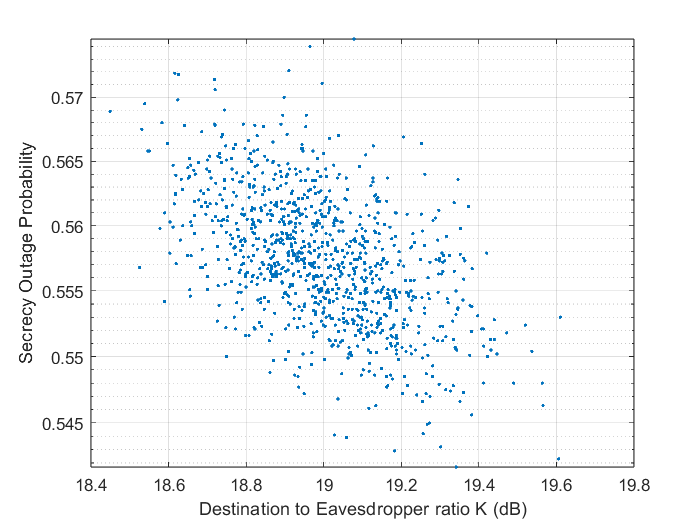 0.57
0.565
0.56
0.555
0.55
0.545
Secrecy Outage Probability
18.4 18.6 18.8 19 19.2 19.4 19.6 19.8
Destination to Eavesdropper ratio K (dB)